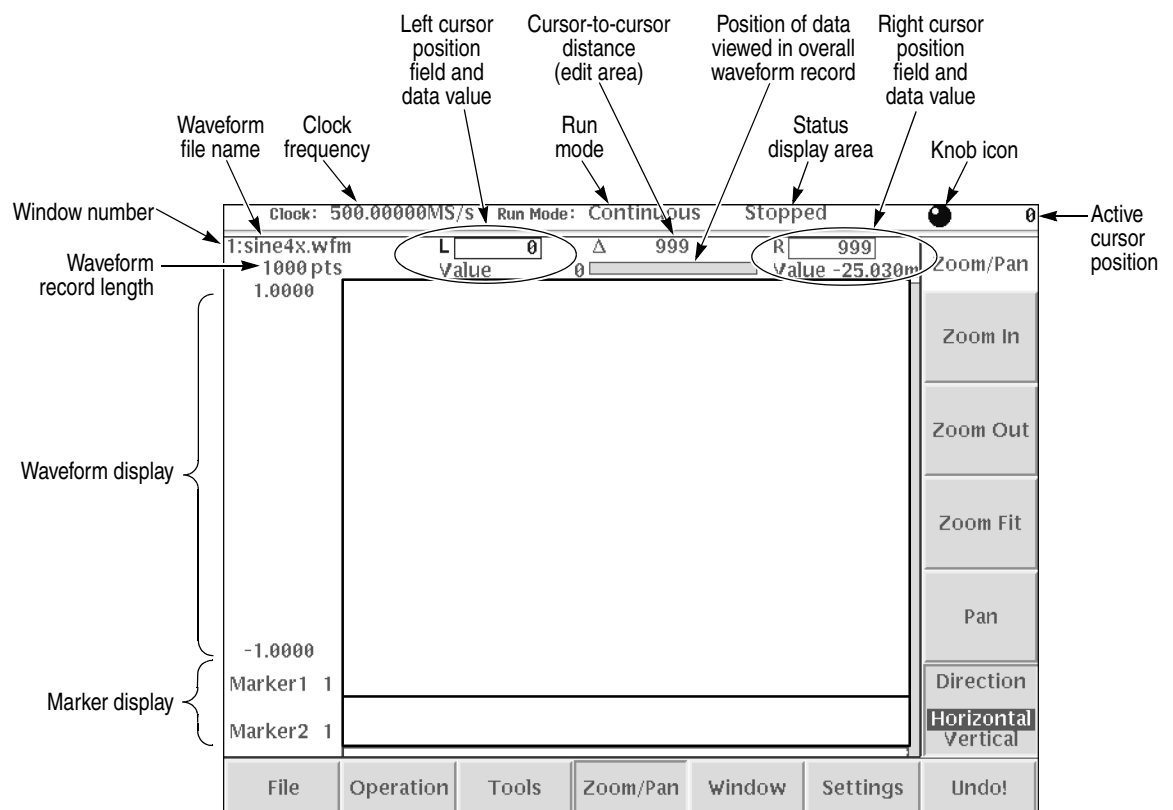 Left cursor
position
field and
data value
Cursor-to-cursor
distance
(edit area)
Position of data
viewed in overall
waveform record
Right cursor
position
field and
data value
Waveform
file name
Clock
frequency
Run
mode
Status
display area
Knob icon
Window number
Clock: 500.00000MS/s Run Mode: Continuous Stopped 0
Active
cursor
position
1:sine4x.wfm L 0 Δ 999 R 999
Waveform
record length
1000 pts Value 0 Value -25.030m
Zoom/Pan
1.0000
Zoom In
Zoom Out
Waveform display
Zoom Fit
Pan
-1.0000
Marker display
Marker1 1
Marker2 1
Direction
Horizontal
Vertical
File Operation Tools Zoom/Pan Window Settings Undo!